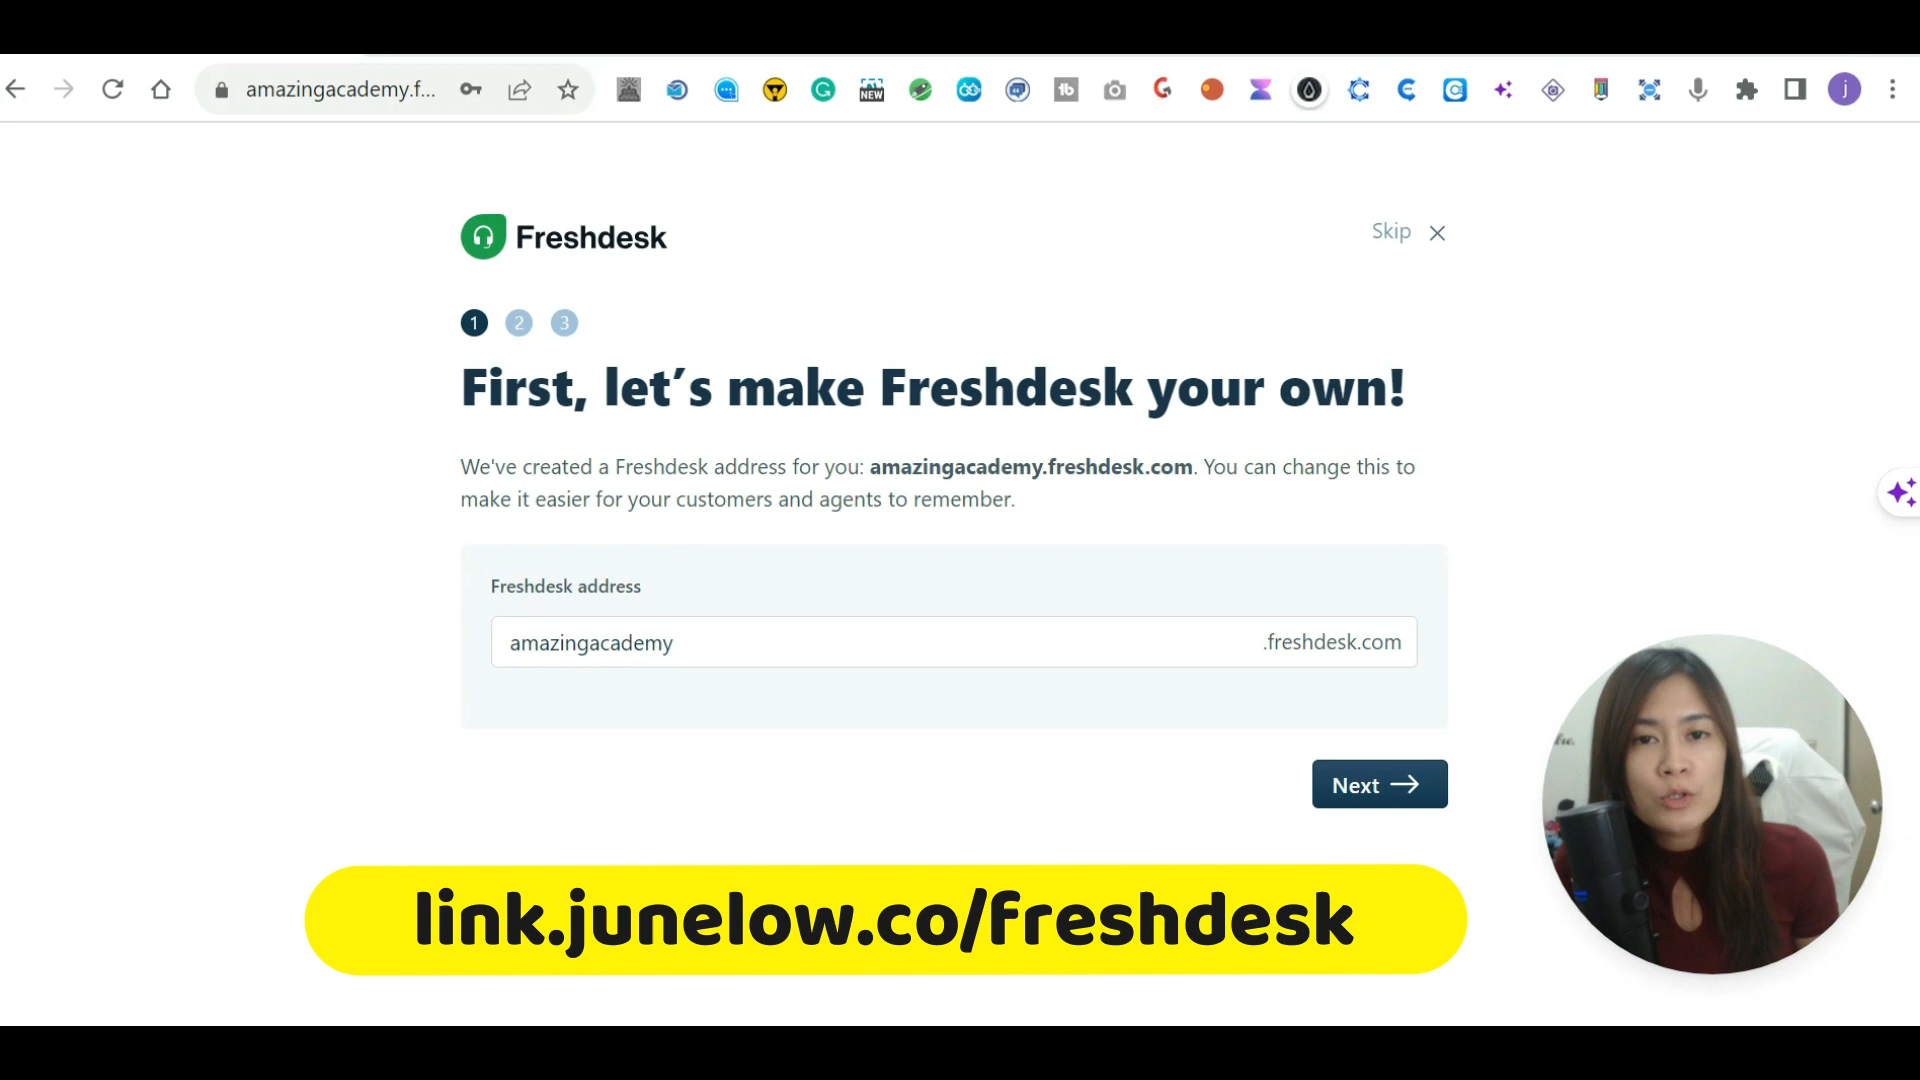 amazingacademy.f...
NEW
j
Freshdesk
Skip
1 2 3
First, let's make Freshdesk your own!
We've created a Freshdesk address for you: amazingacademy.freshdesk.com. You can change this to
make it easier for your customers and agents to remember.
Freshdesk address
amazingacademy .freshdesk.com
Next
link.junelow.co/freshdesk